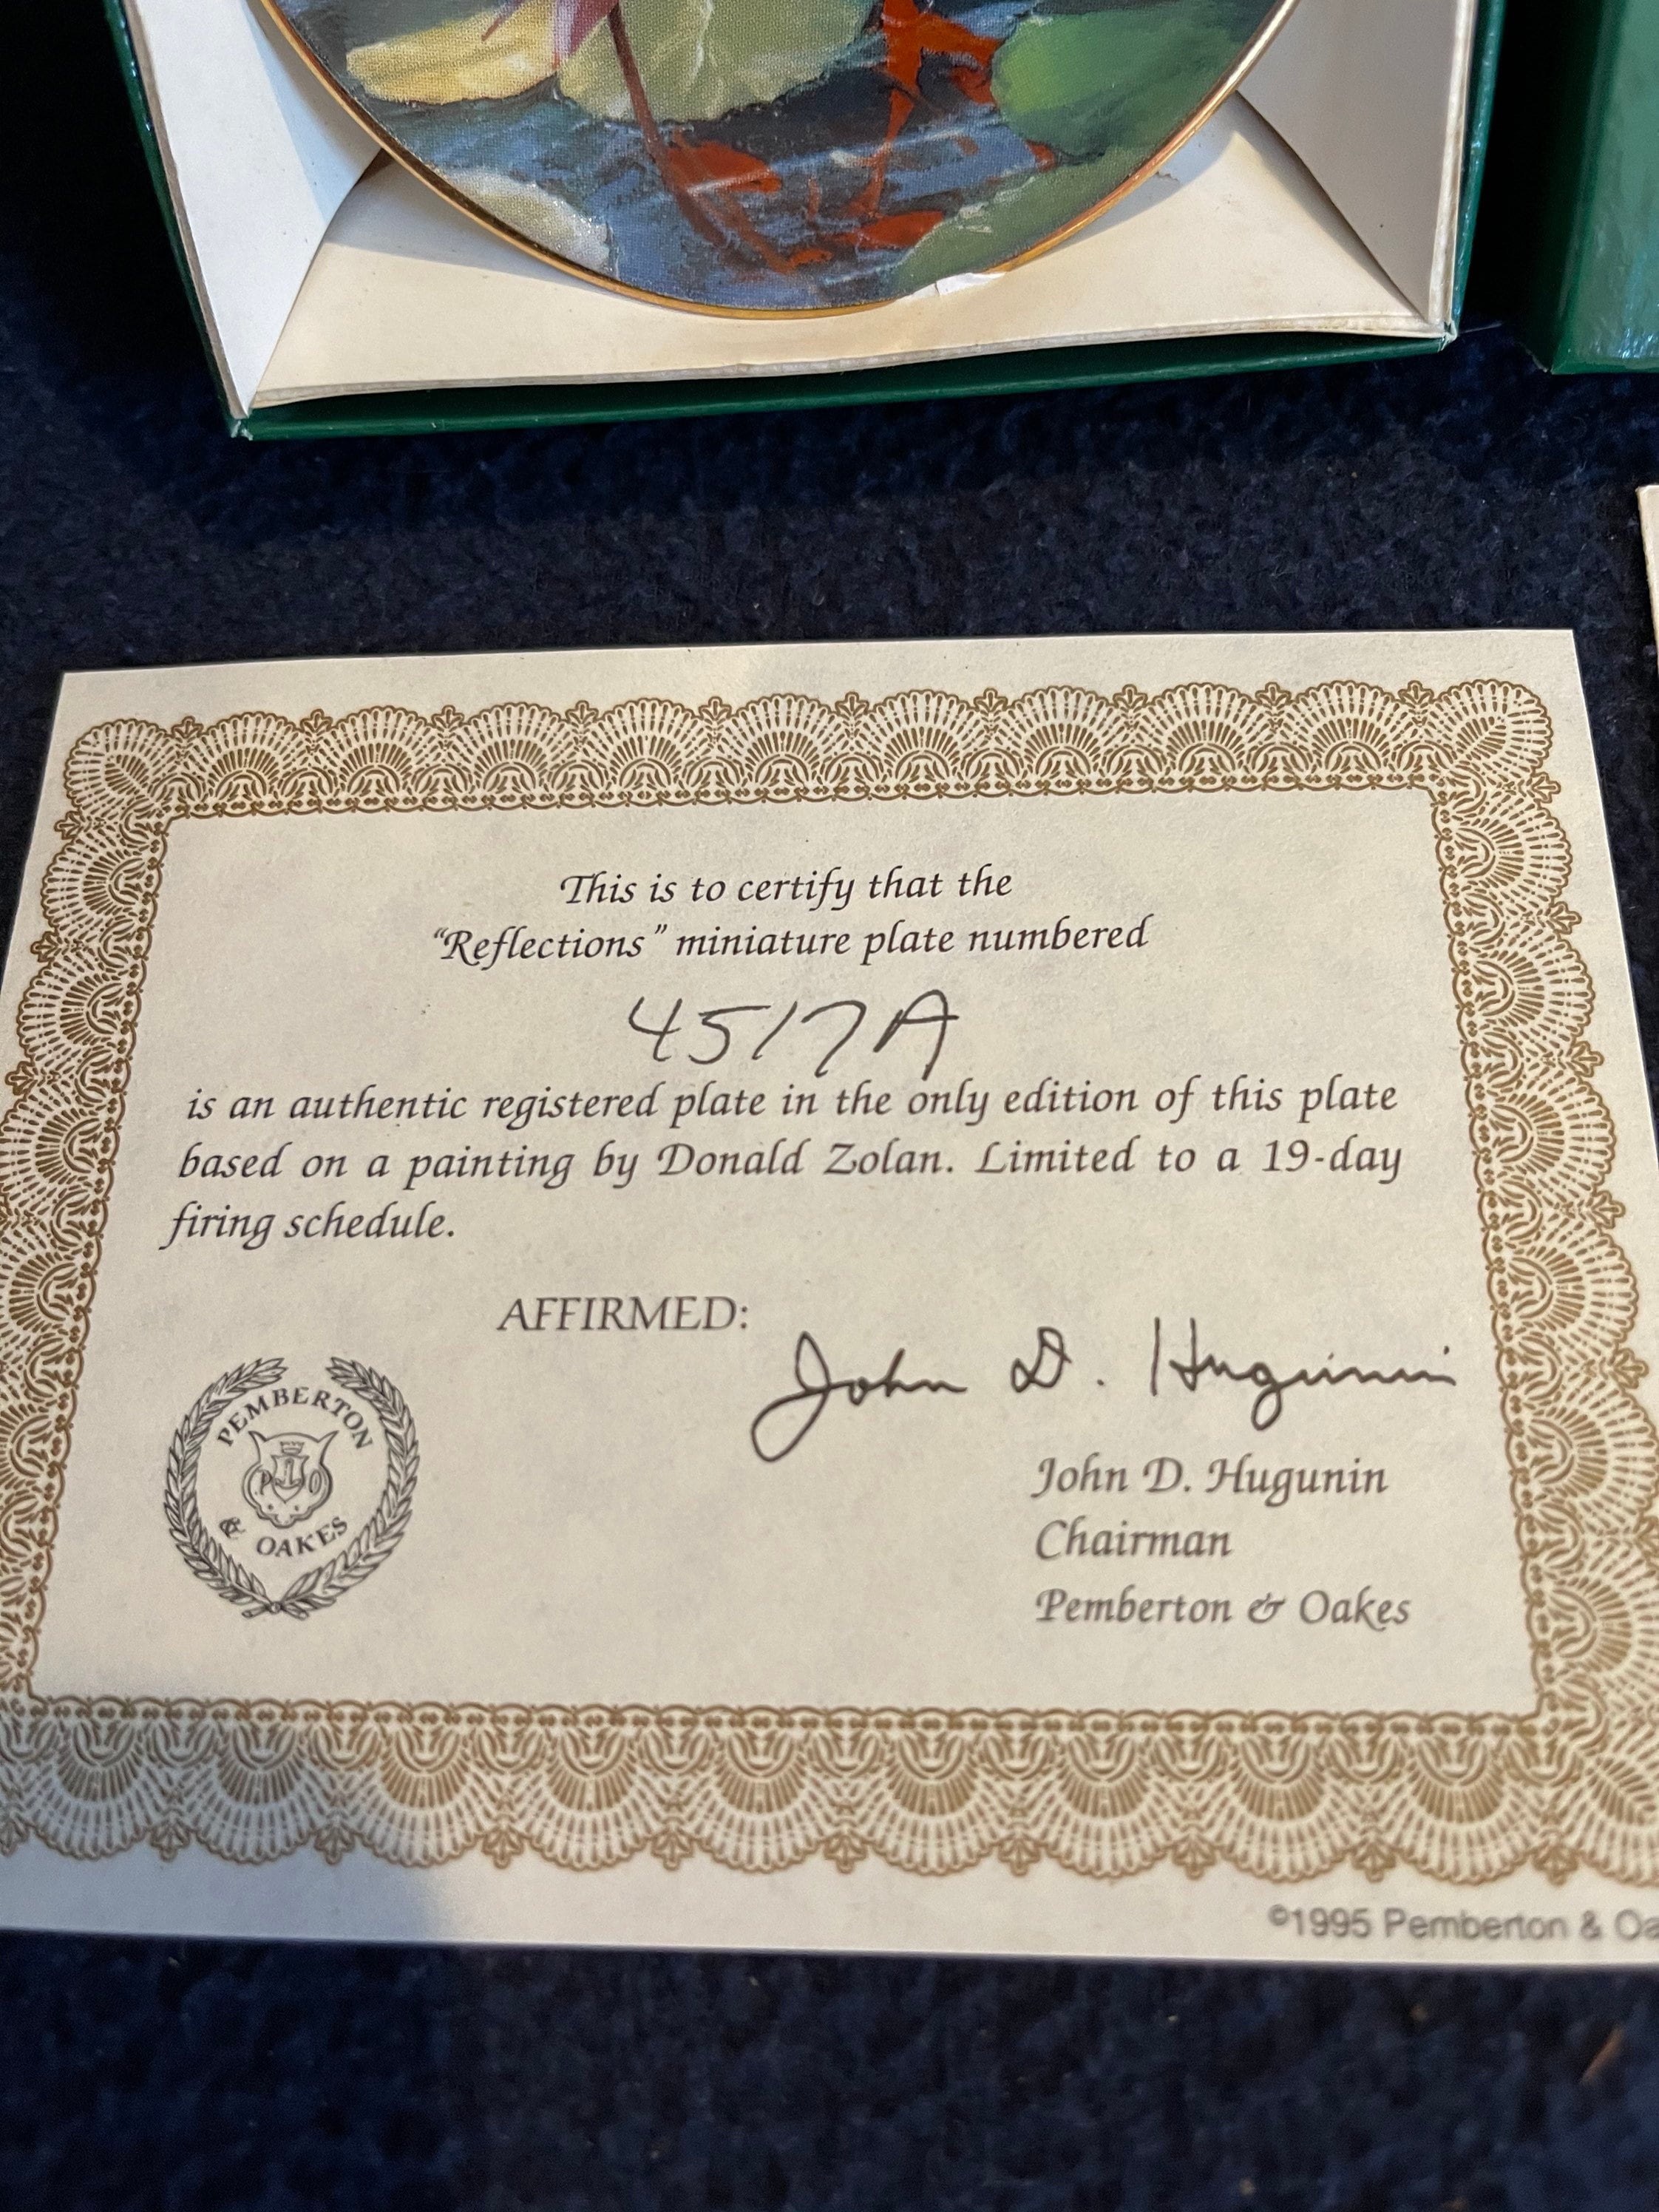 This is to certify that the
“Reflections” miniature plate numbered
4517A
is an authentic registered plate in the only edition of this plate
based on a painting by Donald Zolan. Limited to a 19-day
firing schedule.
AFFIRMED:
John D. Hugunin
John D. Hugunin
Chairman
Pemberton & Oakes
PEMBERTON
P&O
& OAKES
©1995 Pemberton & Oa